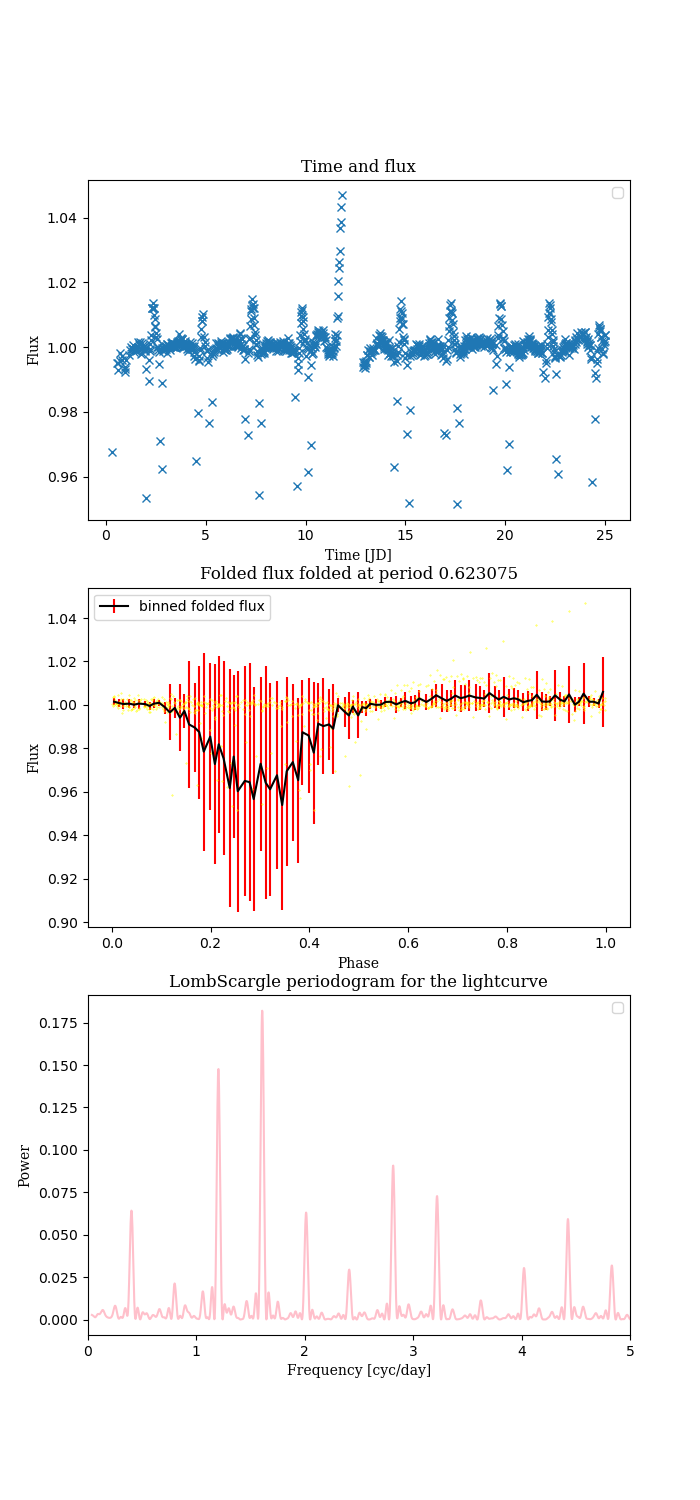 Time and flux
1.04
1.02
1.00
0.98
0.96
Flux
0 5 10 15 20 25
Time [JD]
Folded flux folded at period 0.623075
binned folded flux
1.04
1.02
1.00
0.98
0.96
0.94
0.92
0.90
Flux
0.0 0.2 0.4 0.6 0.8 1.0
Phase
LombScargle periodogram for the lightcurve
0.175
0.150
0.125
0.100
0.075
0.050
0.025
0.000
Power
0 1 2 3 4 5
Frequency [cyc/day]